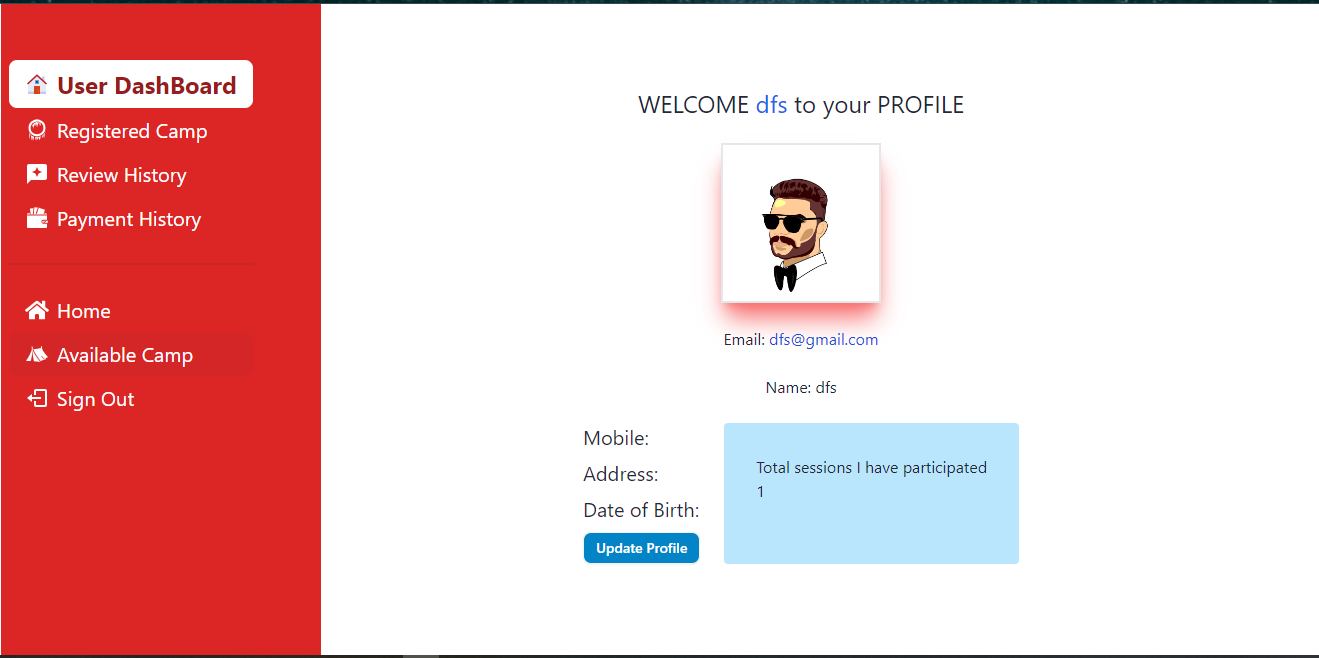 User DashBoard
Registered Camp
Review History
Payment History
Home
Available Camp
Sign Out
WELCOME dfs to your PROFILE
Email: dfs@gmail.com
Name: dfs
Mobile:
Address:
Date of Birth:
Update Profile
Total sessions I have participated
1